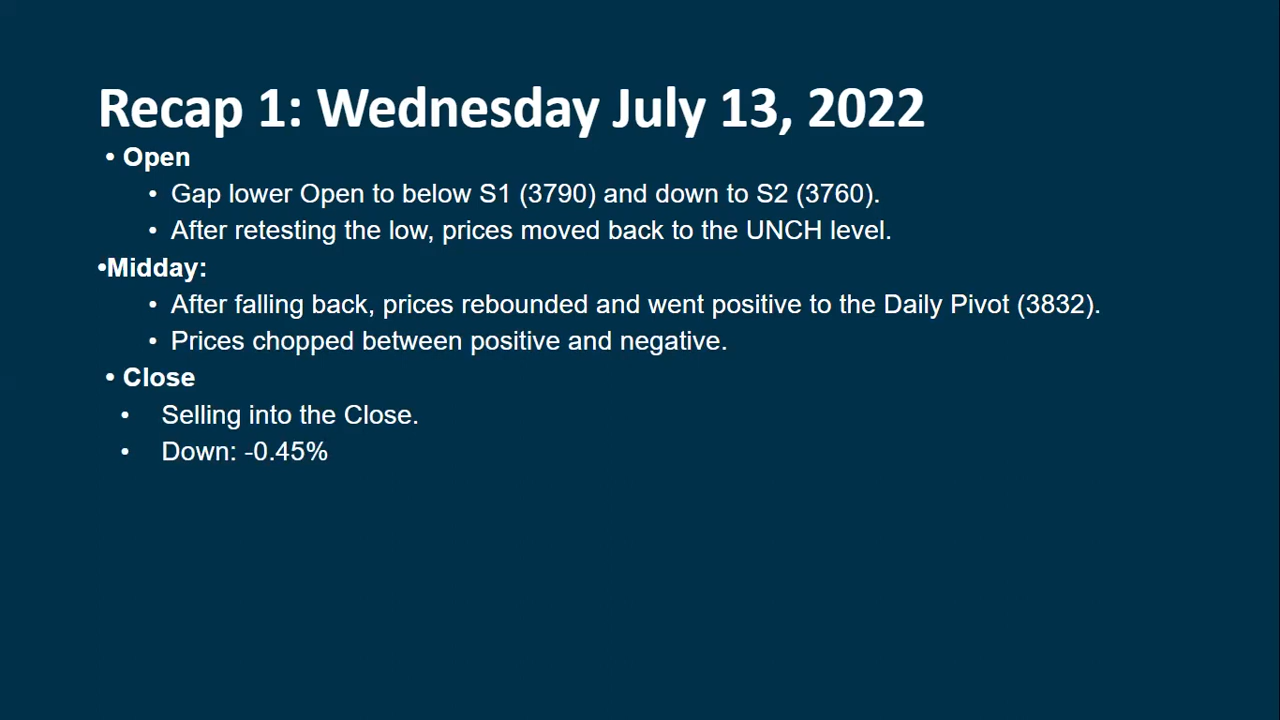 Recap 1: Wednesday July 13, 2022
• Open
• Gap lower Open to below S1 (3790) and down to S2 (3760).
• After retesting the low, prices moved back to the UNCH level.
•Midday:
• After falling back, prices rebounded and went positive to the Daily Pivot (3832).
• Prices chopped between positive and negative.
• Close
• Selling into the Close.
• Down: -0.45%